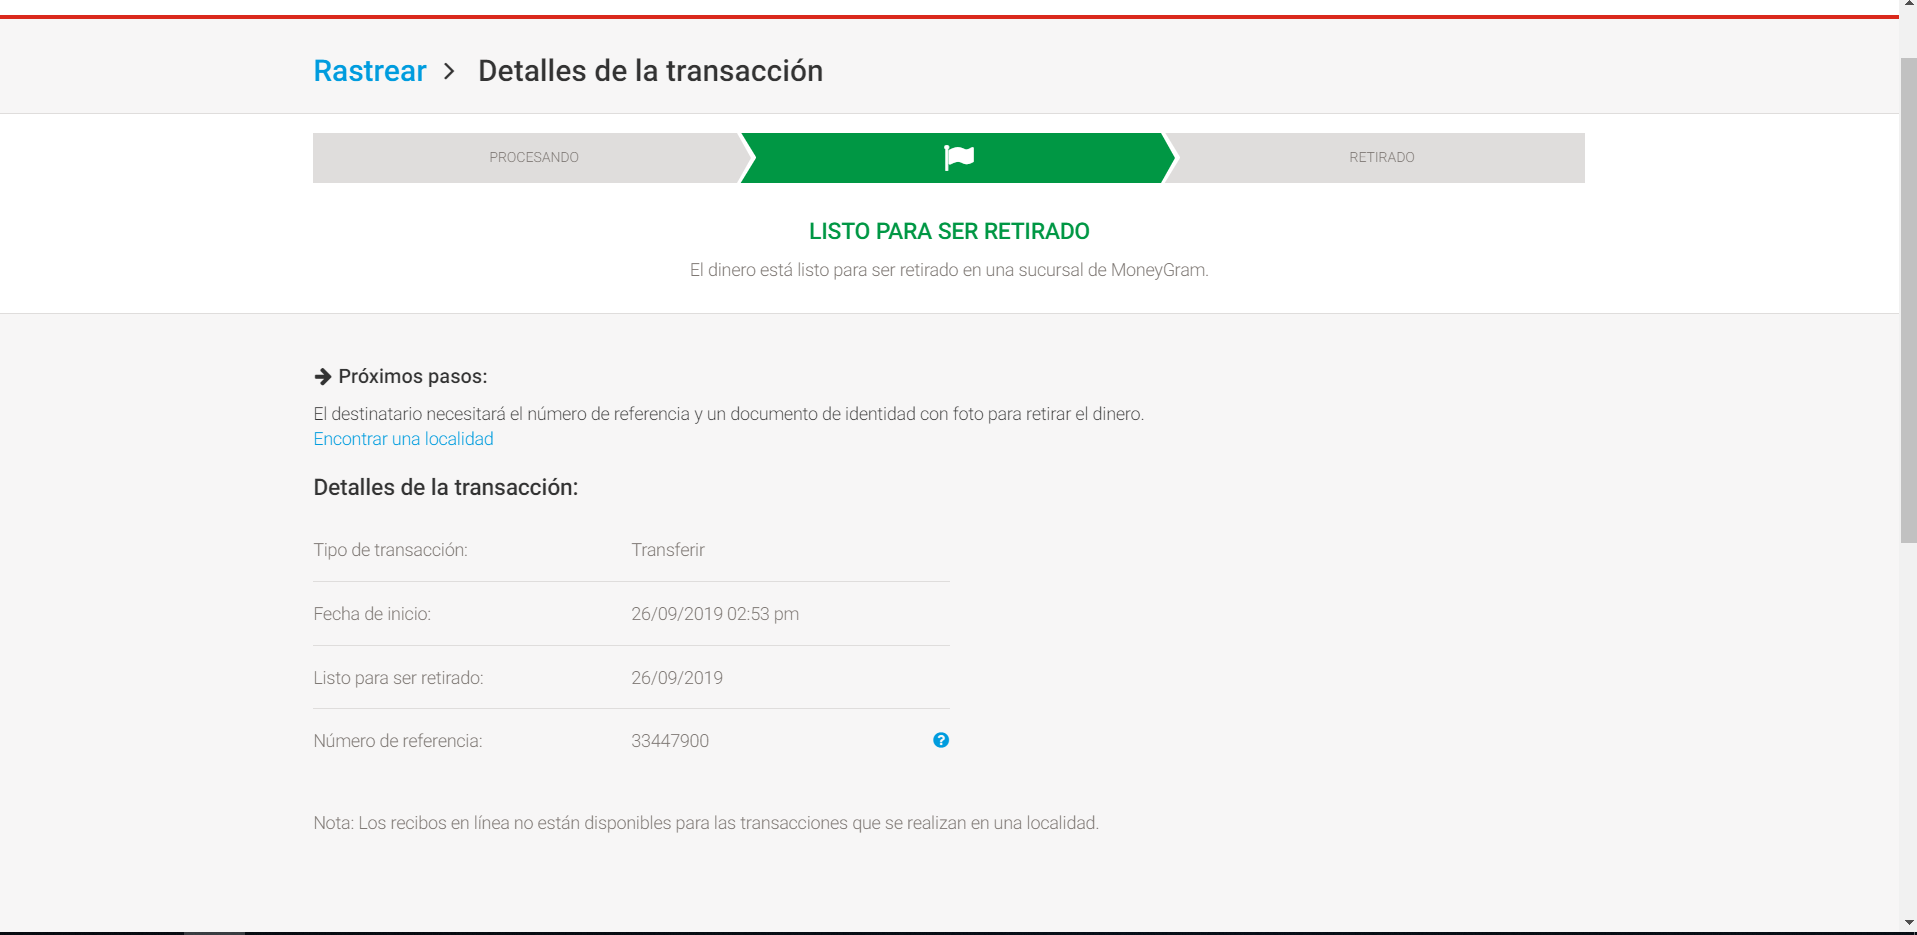 Rastrear > Detalles de la transacción
PROCESANDO
RETIRADO
LISTO PARA SER RETIRADO
El dinero está listo para ser retirado en una sucursal de MoneyGram.
Próximos pasos:
El destinatario necesitará el número de referencia y un documento de identidad con foto para retirar el dinero.
Encontrar una localidad
Detalles de la transacción:
Tipo de transacción: Transferir
Fecha de inicio: 26/09/2019 02:53 pm
Listo para ser retirado: 26/09/2019
Número de referencia: 33447900
Nota: Los recibos en línea no están disponibles para las transacciones que se realizan en una localidad.